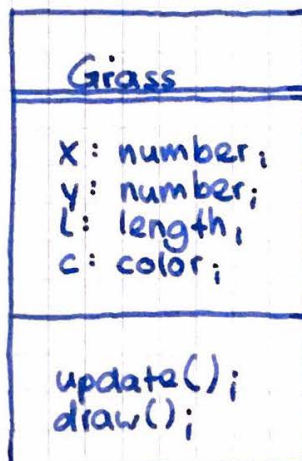 Grass
x: number;
y: number;
l: length;
c: color;
update();
draw();